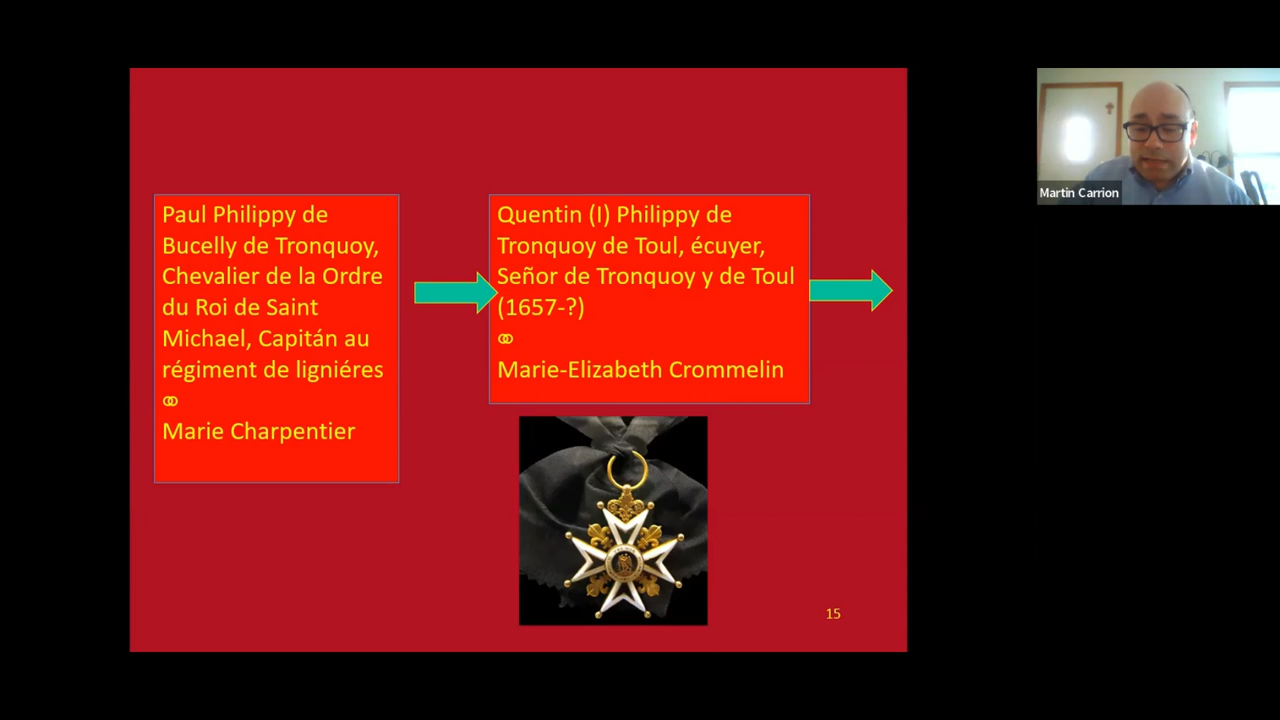 Paul Philippy de
Bucelly de Tronquoy,
Chevalier de la Ordre
du Roi de Saint
Michael, Capitán au
régiment de ligniéres
⚭
Marie Charpentier
Quentin (I) Philippy de
Tronquoy de Toul, écuyer,
Señor de Tronquoy y de Toul
(1657-?)
⚭
Marie-Elizabeth Crommelin
15
Martin Carrion